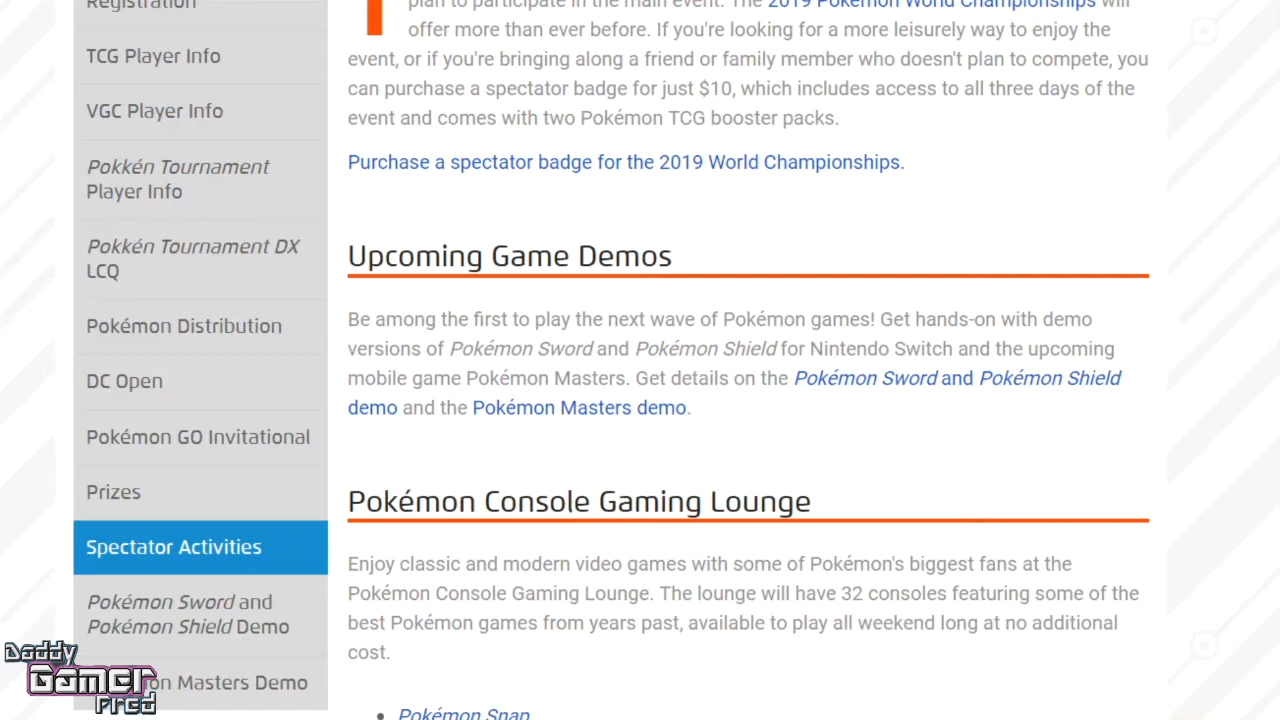 Registration
TCG Player Info
VGC Player Info
Pokkén Tournament
Player Info
Pokkén Tournament DX
LCQ
Pokémon Distribution
DC Open
Pokémon GO Invitational
Prizes
Spectator Activities
Pokémon Sword and
Pokémon Shield Demo
on Masters Demo
plan to participate in the main event. The 2019 Pokémon World Championships will
offer more than ever before. If you're looking for a more leisurely way to enjoy the
event, or if you're bringing along a friend or family member who doesn't plan to compete, you
can purchase a spectator badge for just $10, which includes access to all three days of the
event and comes with two Pokémon TCG booster packs.
Purchase a spectator badge for the 2019 World Championships.
Upcoming Game Demos
Be among the first to play the next wave of Pokémon games! Get hands-on with demo
versions of Pokémon Sword and Pokémon Shield for Nintendo Switch and the upcoming
mobile game Pokémon Masters. Get details on the Pokémon Sword and Pokémon Shield
demo and the Pokémon Masters demo.
Pokémon Console Gaming Lounge
Enjoy classic and modern video games with some of Pokémon's biggest fans at the
Pokémon Console Gaming Lounge. The lounge will have 32 consoles featuring some of the
best Pokémon games from years past, available to play all weekend long at no additional
cost.
• Pokémon Snap
Daddy
Gamer
Fred